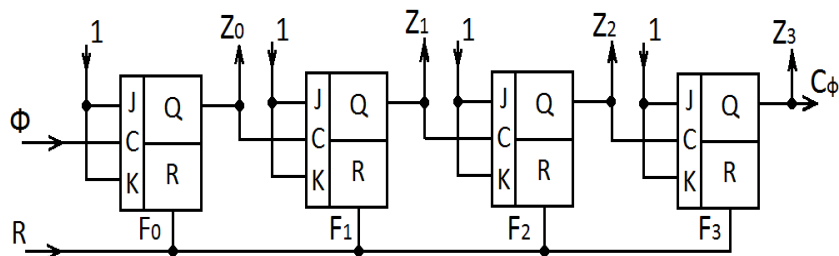 1 Z0 1 Z1 1 Z2 1 Z3
J Q J Q J Q J Q Cф
Ф C C C C
K R K R K R K R
R F0 F1 F2 F3